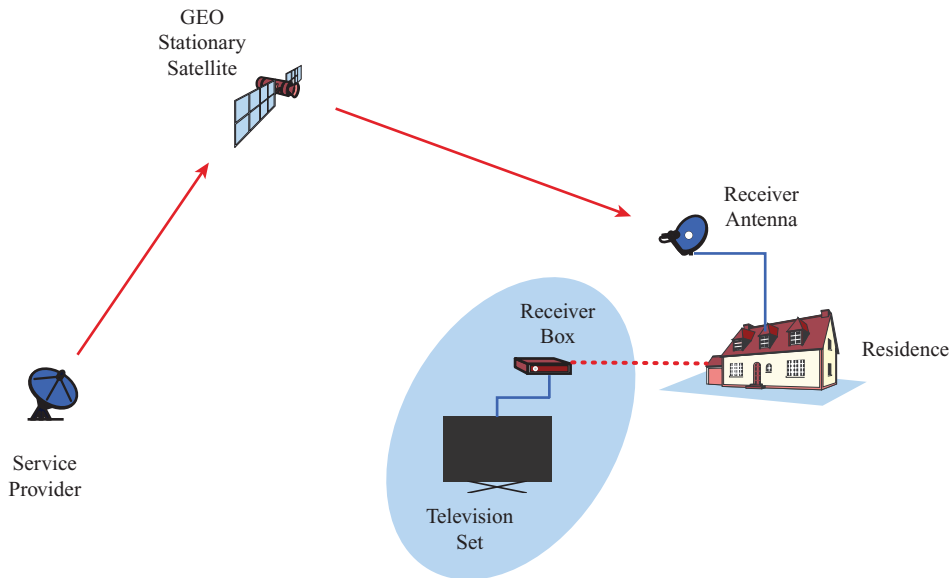 GEO
Stationary
Satellite
Receiver
Antenna
Receiver
Box
Residence
Service
Provider
Television
Set